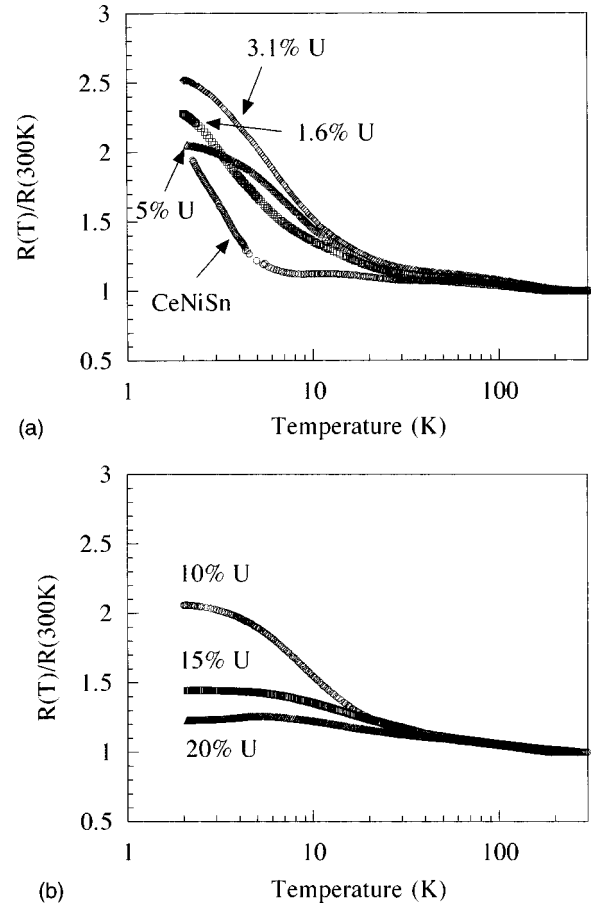 3
2.5
2
1.5
1
0.5
R(T)/R(300K)
3.1% U
1.6% U
5% U
CeNiSn
1 10 100
Temperature (K)
(a)
3
2.5
2
1.5
1
0.5
R(T)/R(300K)
10% U
15% U
20% U
1 10 100
Temperature (K)
(b)